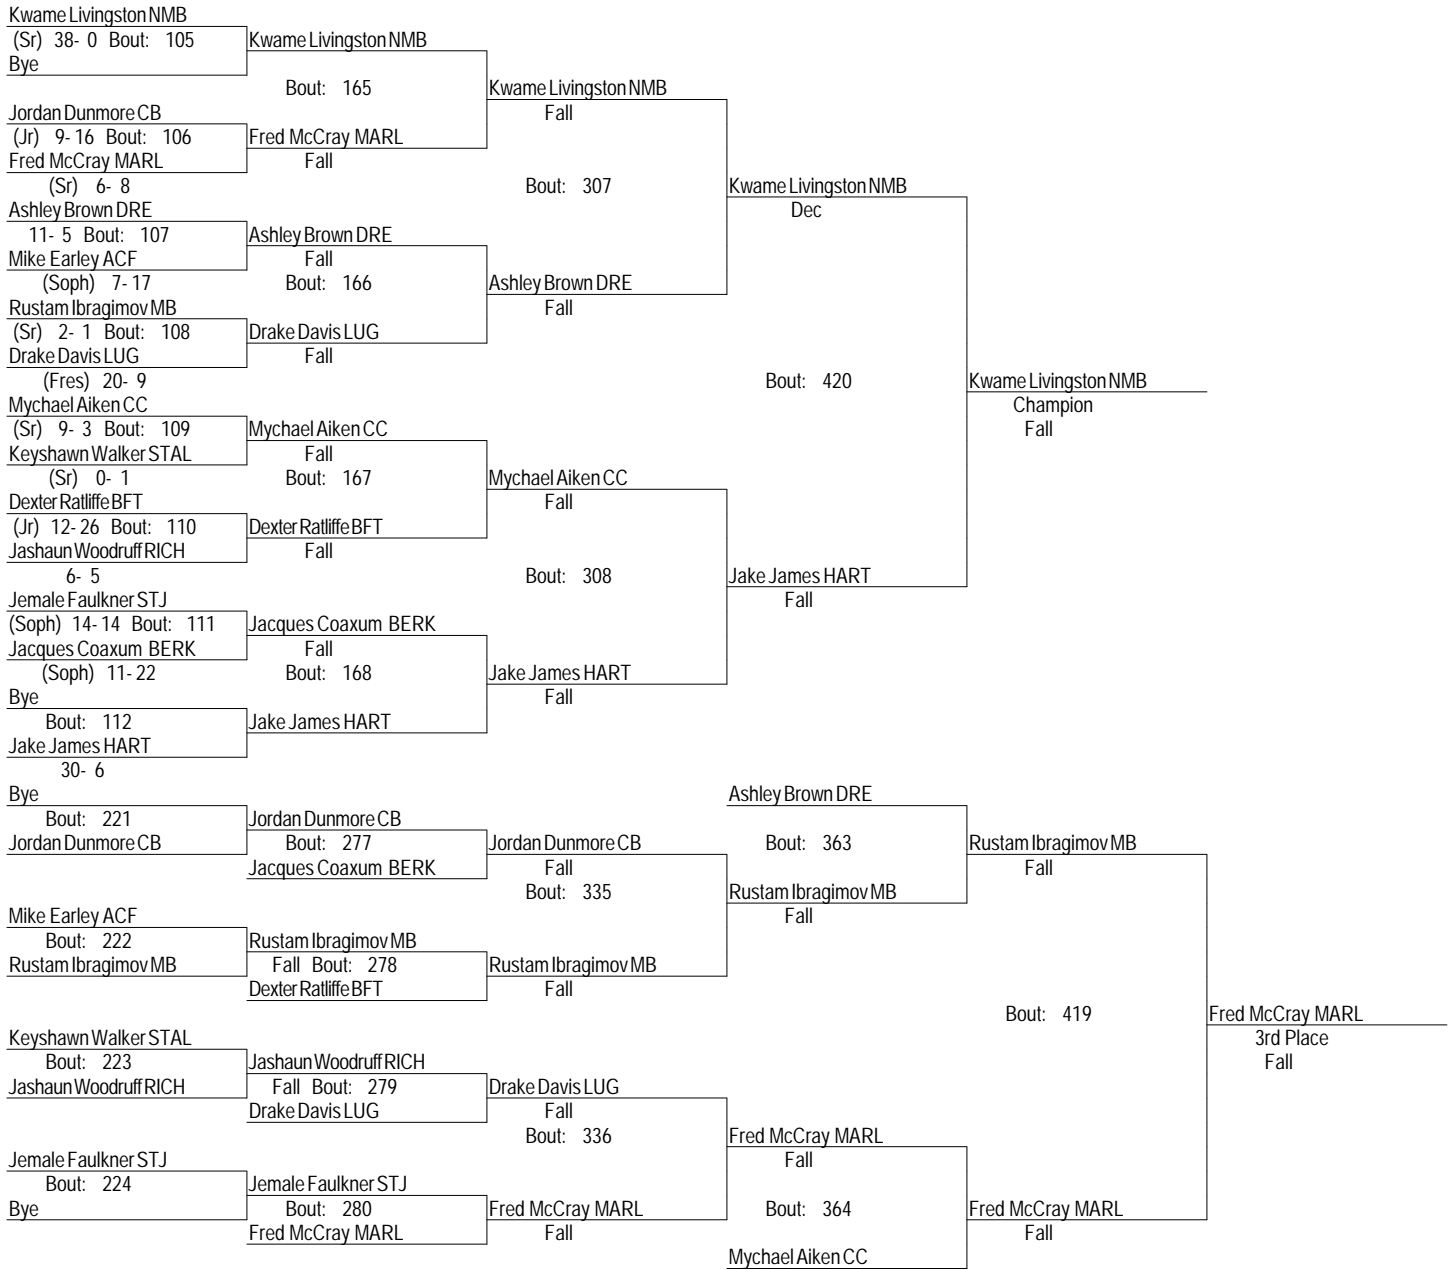 Kwame Livingston NMB
(Sr) 38- 0 Bout: 105 Kwame Livingston NMB
Bye
Bout: 165 Kwame Livingston NMB
Jordan Dunmore CB Fall
(Jr) 9- 16 Bout: 106 Fred McCray MARL
Fred McCray MARL Fall
(Sr) 6- 8 Bout: 307 Kwame Livingston NMB
Ashley Brown DRE Dec
11- 5 Bout: 107 Ashley Brown DRE
Mike Earley ACF Fall
(Soph) 7- 17 Bout: 166 Ashley Brown DRE
Rustam Ibragimov MB Fall
(Sr) 2- 1 Bout: 108 Drake Davis LUG
Drake Davis LUG Fall
(Fres) 20- 9 Bout: 420 Kwame Livingston NMB
Mychael Aiken CC Champion
(Sr) 9- 3 Bout: 109 Mychael Aiken CC Fall
Keyshawn Walker STAL Fall
(Sr) 0- 1 Bout: 167 Mychael Aiken CC
Dexter Ratliffe BFT Fall
(Jr) 12- 26 Bout: 110 Dexter Ratliffe BFT
Jashaun Woodruff RICH Fall
6- 5 Bout: 308 Jake James HART
Jemale Faulkner STJ Fall
(Soph) 14- 14 Bout: 111 Jacques Coaxum BERK
Jacques Coaxum BERK Fall
(Soph) 11- 22 Bout: 168 Jake James HART
Bye Fall
Bout: 112 Jake James HART
Jake James HART
30- 6
Bye Ashley Brown DRE
Bout: 221 Jordan Dunmore CB
Jordan Dunmore CB Bout: 277 Jordan Dunmore CB Bout: 363 Rustam Ibragimov MB
Jacques Coaxum BERK Fall Fall
Bout: 335 Rustam Ibragimov MB
Mike Earley ACF Fall
Bout: 222 Rustam Ibragimov MB
Rustam Ibragimov MB Fall Bout: 278 Rustam Ibragimov MB
Dexter Ratliffe BFT Fall
Bout: 419 Fred McCray MARL
Keyshawn Walker STAL 3rd Place
Bout: 223 Jashaun Woodruff RICH Fall
Jashaun Woodruff RICH Fall Bout: 279 Drake Davis LUG
Drake Davis LUG Fall
Bout: 336 Fred McCray MARL
Jemale Faulkner STJ Fall
Bout: 224 Jemale Faulkner STJ
Bye Bout: 280 Fred McCray MARL Bout: 364 Fred McCray MARL
Fred McCray MARL Fall Fall
Mychael Aiken CC